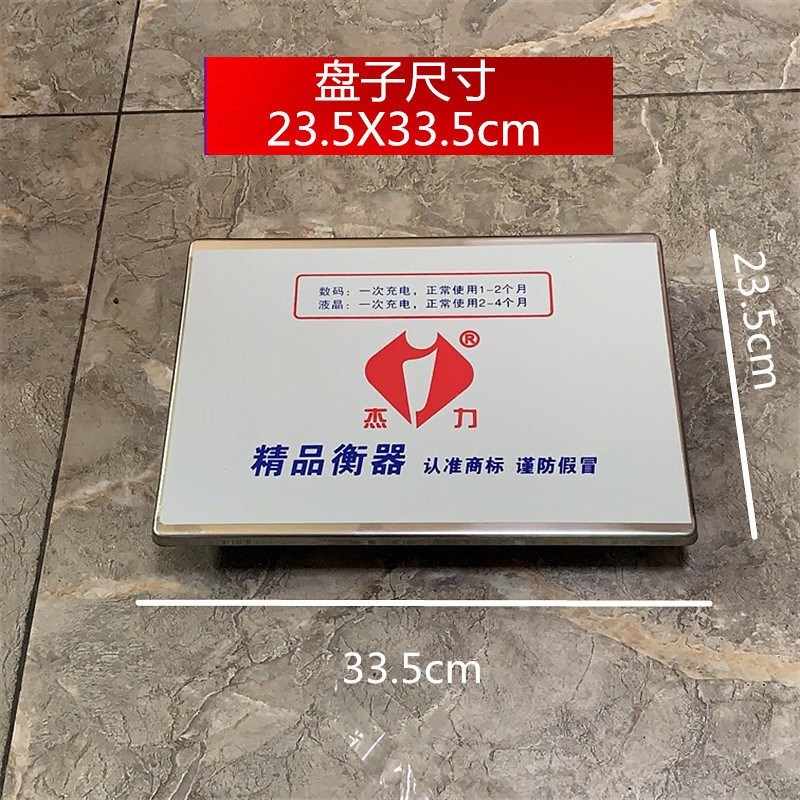 盘子尺寸
23.5X33.5cm
数码：一次充电，正常使用1-2个月
液晶：一次充电，正常使用2-4个月
®
杰 力
精品衡器 认准商标 谨防假冒
23.5cm
33.5cm